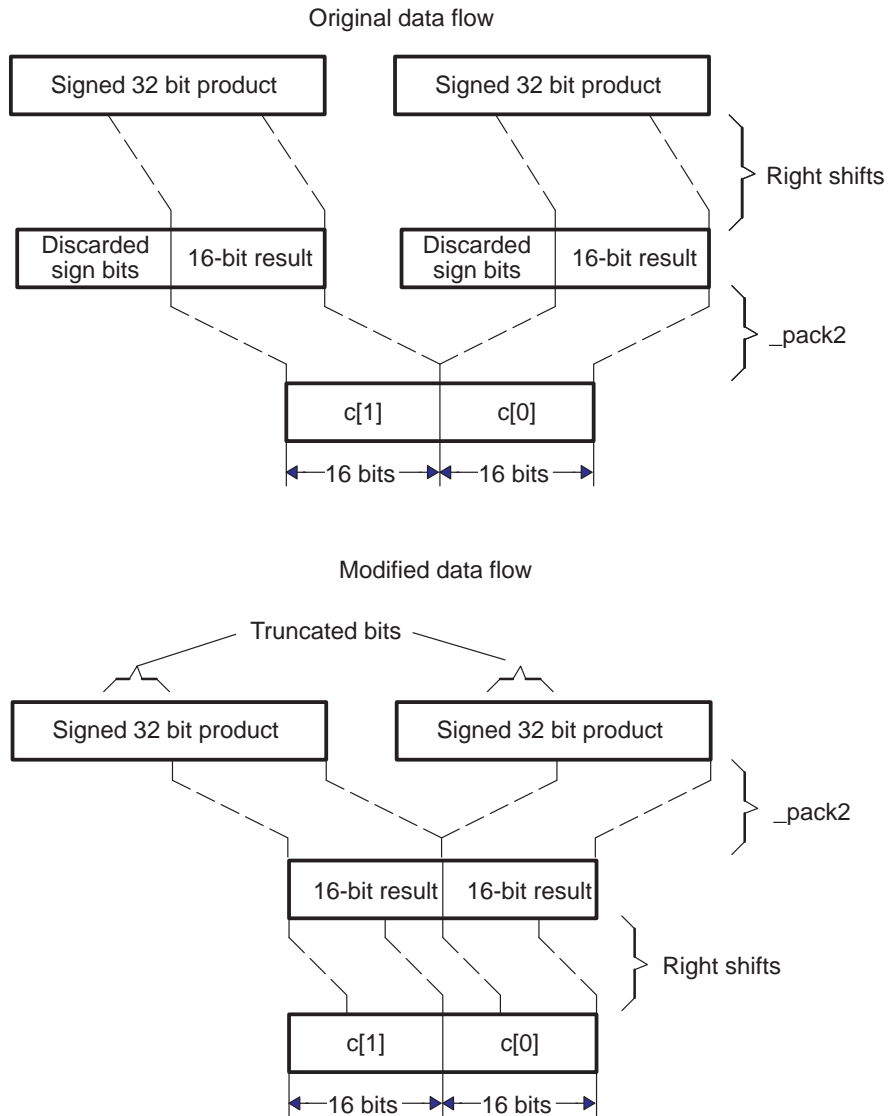 Original data flow
Signed 32 bit product
Signed 32 bit product
Right shifts
Discarded
sign bits
16-bit result
Discarded
sign bits
16-bit result
_pack2
c[1]
c[0]
16 bits
16 bits
Modified data flow
Truncated bits
Signed 32 bit product
Signed 32 bit product
_pack2
16-bit result
16-bit result
Right shifts
c[1]
c[0]
16 bits
16 bits